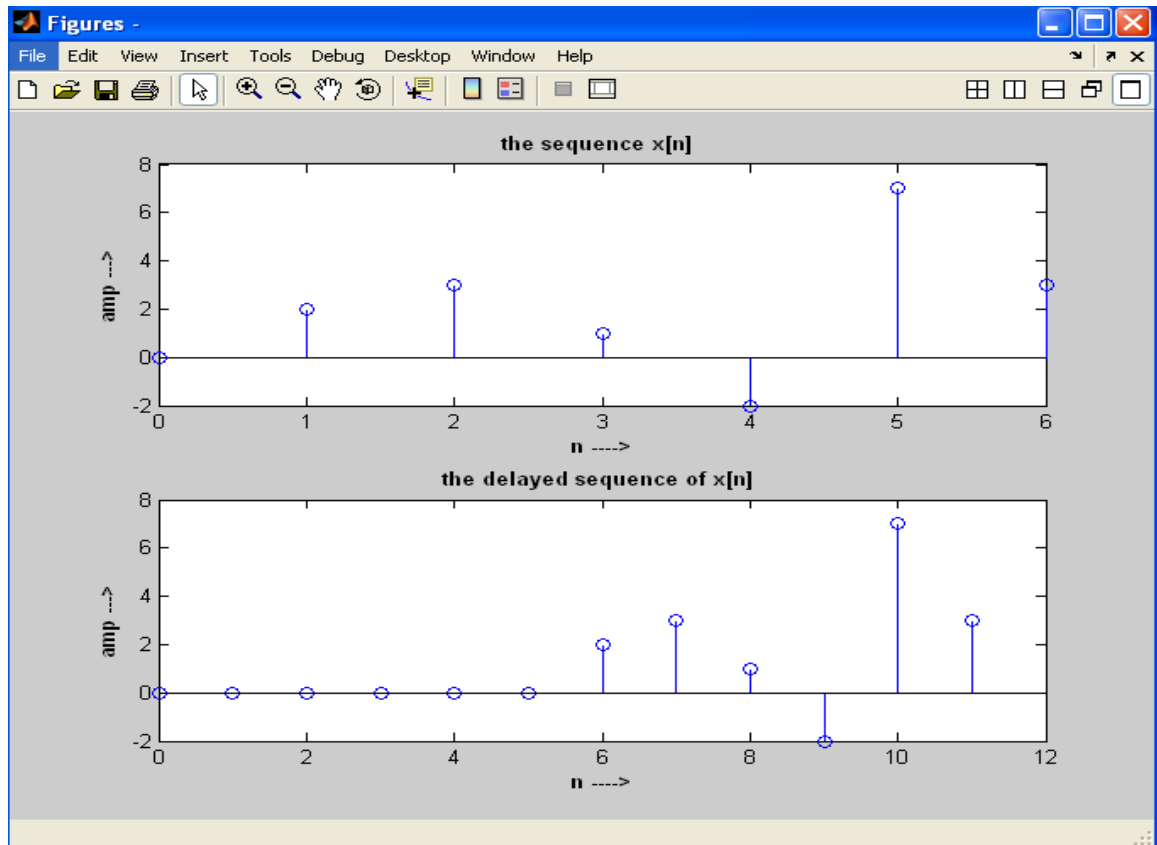 Figures -
File Edit View Insert Tools Debug Desktop Window Help
the sequence x[n]
8
6
4
2
0
-2
amp --->
0 1 2 3 4 5 6
n ---->
the delayed sequence of x[n]
8
6
4
2
0
-2
amp --->
0 2 4 6 8 10 12
n ---->